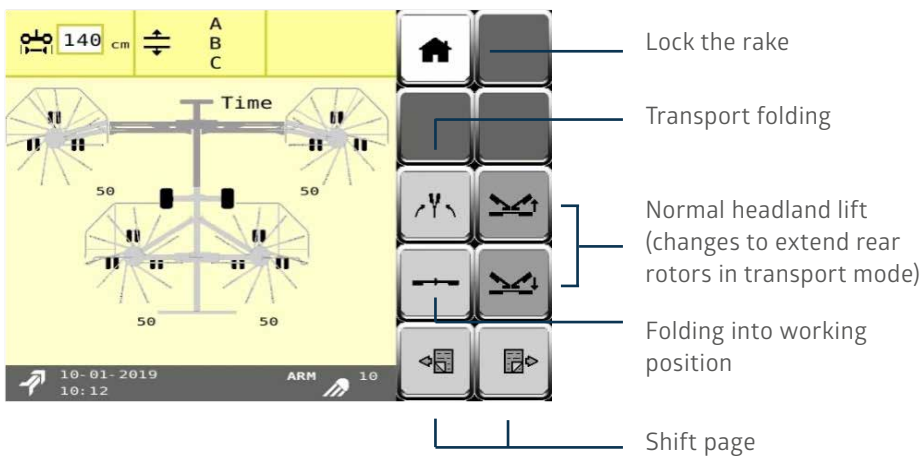 140 cm
A
B
C
Time
50
50
50
50
10-01-2019
10:12
ARM 10
Lock the rake
Transport folding
Normal headland lift
(changes to extend rear
rotors in transport mode)
Folding into working
position
Shift page